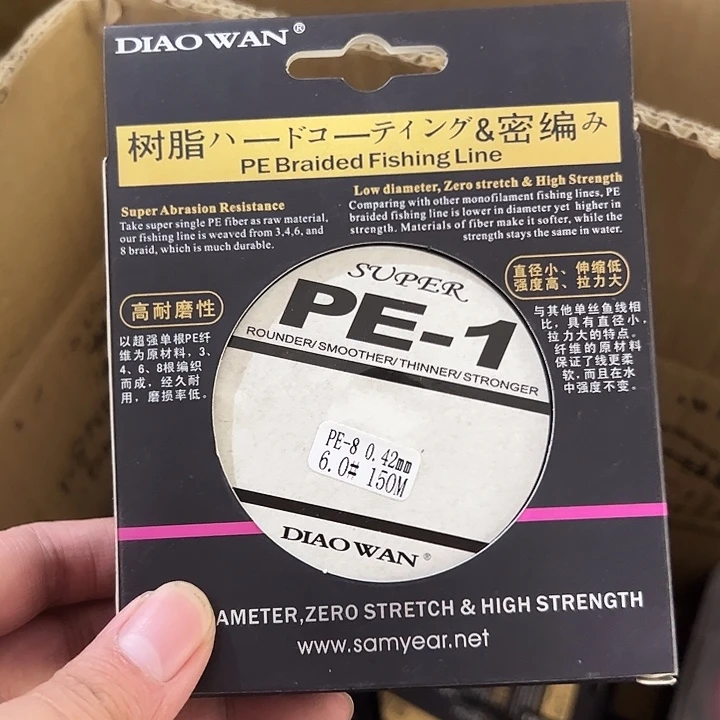 DIAOWAN®
树脂ハードコーティング&密编み
PE Braided Fishing Line
Super Abrasion Resistance
Take super single PE fiber as raw material,
our fishing line is weaved from 3,4,6, and
8 braid, which is much durable.
Low diameter, Zero stretch & High Strength
Comparing with other monofilament fishing lines, PE
braided fishing line is lower in diameter yet higher in
strength. Materials of fiber make it softer, while the
strength stays the same in water.
高耐磨性
以超强单根PE纤
维为原材料，3、
4、6、8根编织
而成，经久耐
用，磨损率低。
直径小、伸缩低
强度高、拉力大
与其他单丝鱼线相
比，具有直径小，
拉力大的特点。
纤维的原材料
保证了线更柔
软，而且在水
中强度不变。
SUPER
PE-1
ROUNDER/SMOOTHER/THINNER/STRONGER
PE-8 0.42mm
6.0# 150M
DIAOWAN®
AMETER,ZERO STRETCH & HIGH STRENGTH
www.samyear.net